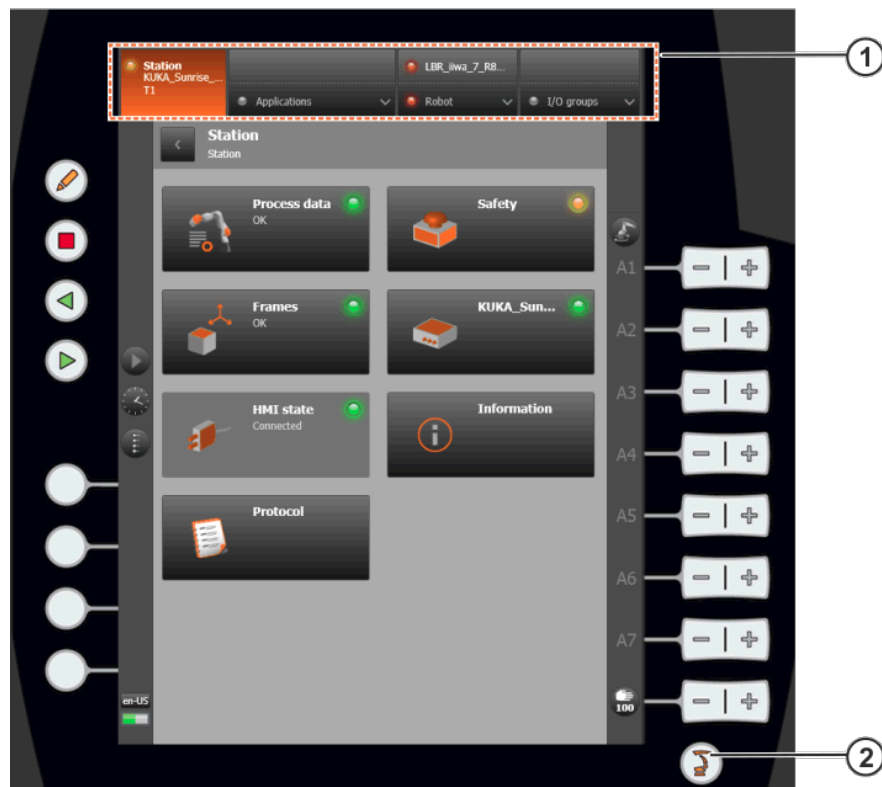 1
Station
KUKA_Sunrise_...
T1
LBR_iiwa_7_R8...
Applications
Robot
I/O groups
Station
Station
Process data
OK
Safety
Frames
OK
KUKA_Sun...
HMI state
Connected
Information
Protocol
A1
A2
A3
A4
A5
A6
A7
en-US
100
2